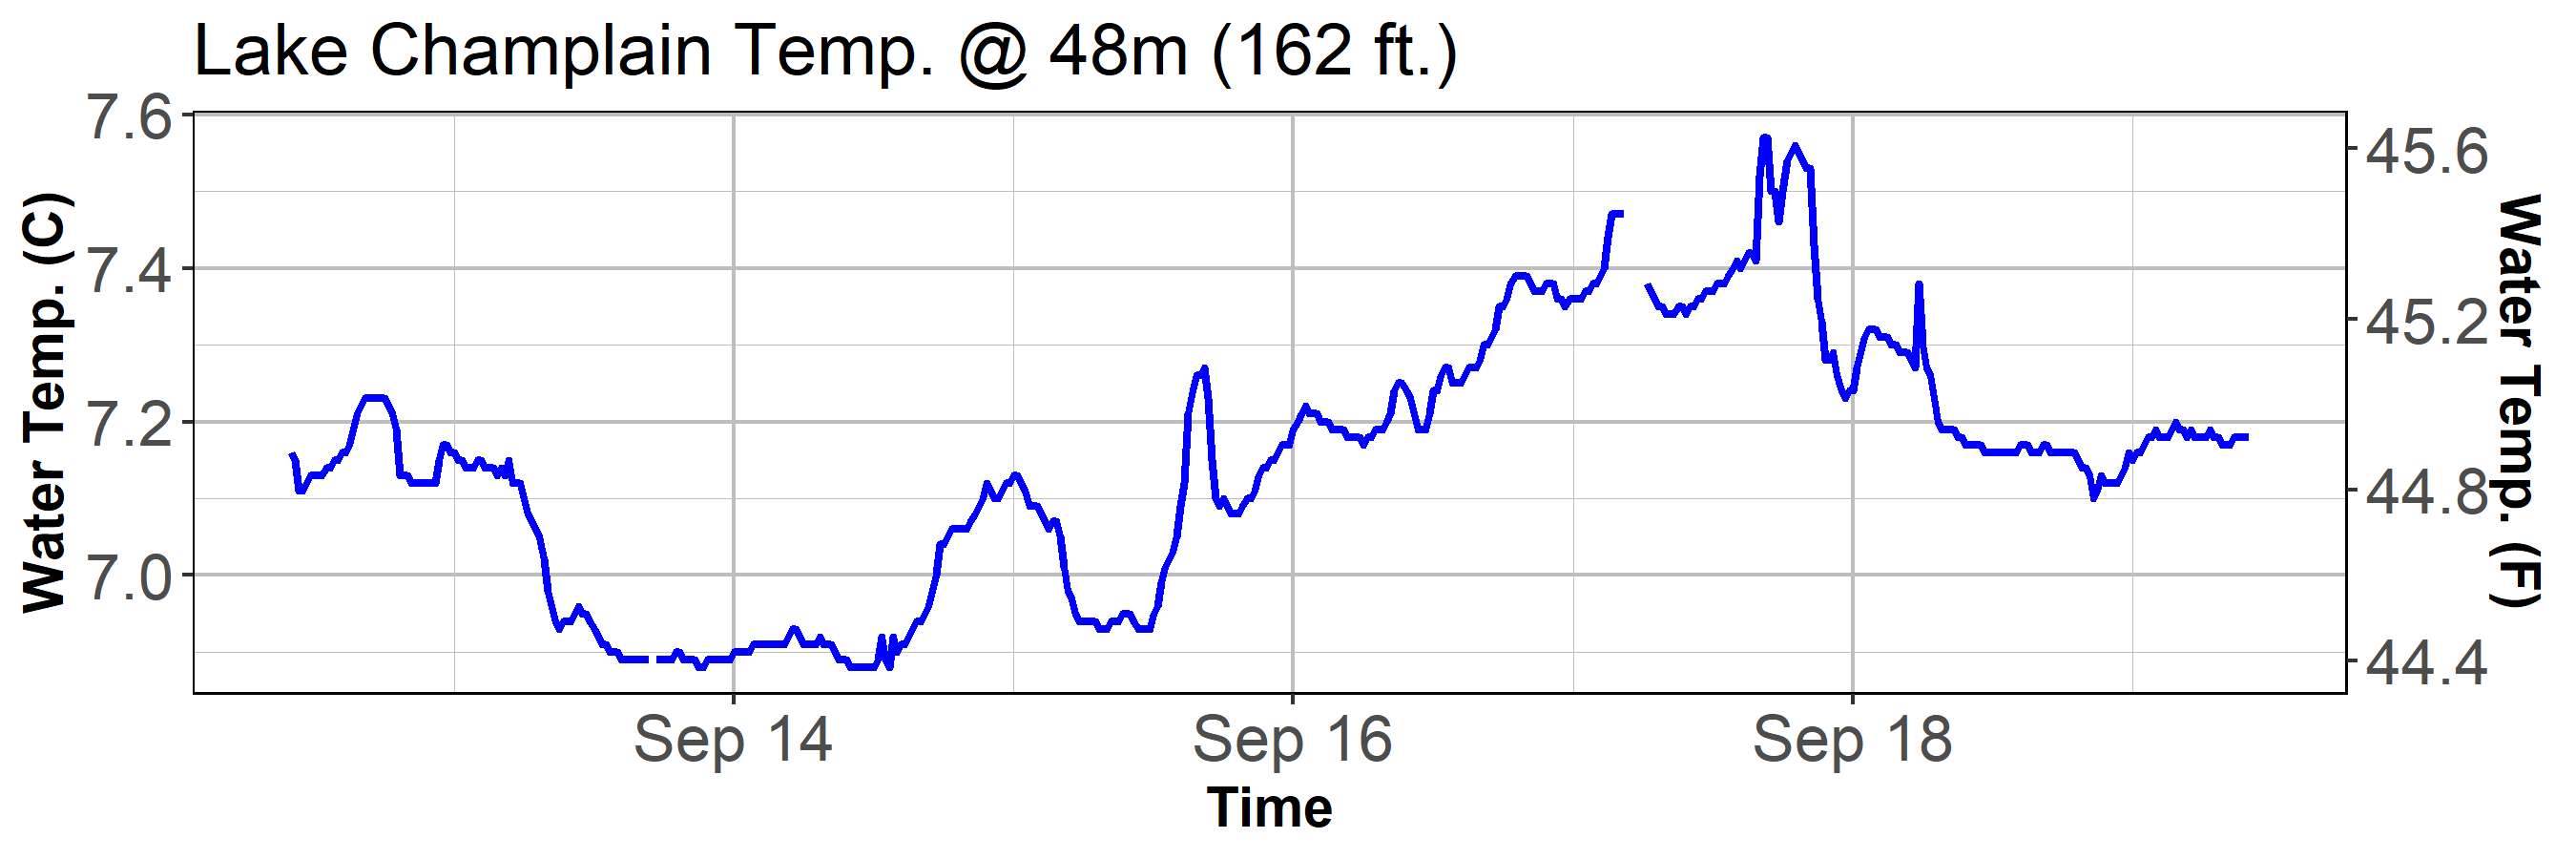 Lake Champlain Temp. @ 48m (162 ft.)
Water Temp. (C)
7.6
7.4
7.2
7.0
45.6
45.2
44.8
44.4
Water Temp. (F)
Sep 14
Sep 16
Sep 18
Time